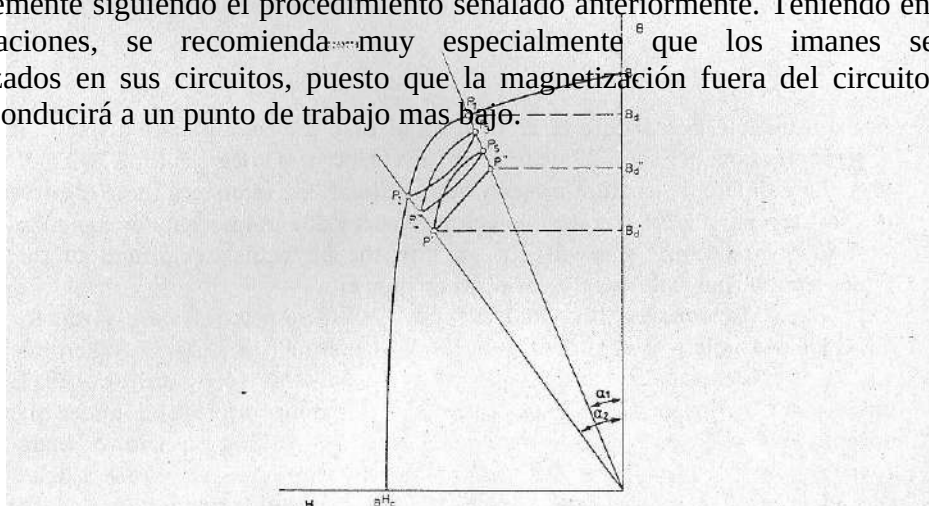 emente siguiendo el procedimiento señalado anteriormente. Teniendo en
aciones, se recomienda muy especialmente que los imanes se
zados en sus circuitos, puesto que la magnetización fuera del circuito
onducirá a un punto de trabajo mas bajo.
B
P₁
Bd
P₅
P"
Bd"
P'
Bd'
α₁
α₂
H
BHc